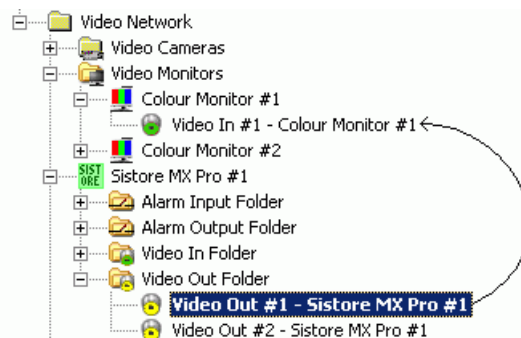 Video Network
Video Cameras
Video Monitors
Colour Monitor #1
Video In #1 - Colour Monitor #1
Colour Monitor #2
SIST
ORE
Sistore MX Pro #1
Alarm Input Folder
Alarm Output Folder
Video In Folder
Video Out Folder
Video Out #1 - Sistore MX Pro #1
Video Out #2 - Sistore MX Pro #1